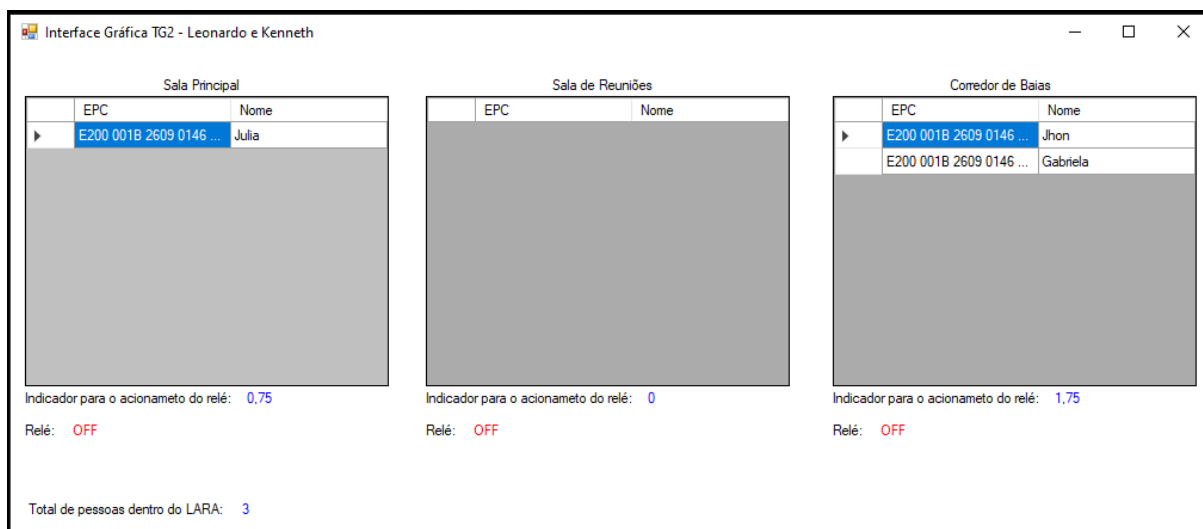 Interface Gráfica TG2 - Leonardo e Kenneth
Sala Principal
EPC Nome
E200 001B 2609 0146 ... Julia
Indicador para o acionameto do relé: 0,75
Relé: OFF
Sala de Reuniões
EPC Nome
Indicador para o acionameto do relé: 0
Relé: OFF
Corredor de Baias
EPC Nome
E200 001B 2609 0146 ... Jhon
E200 001B 2609 0146 ... Gabriela
Indicador para o acionameto do relé: 1,75
Relé: OFF
Total de pessoas dentro do LARA: 3